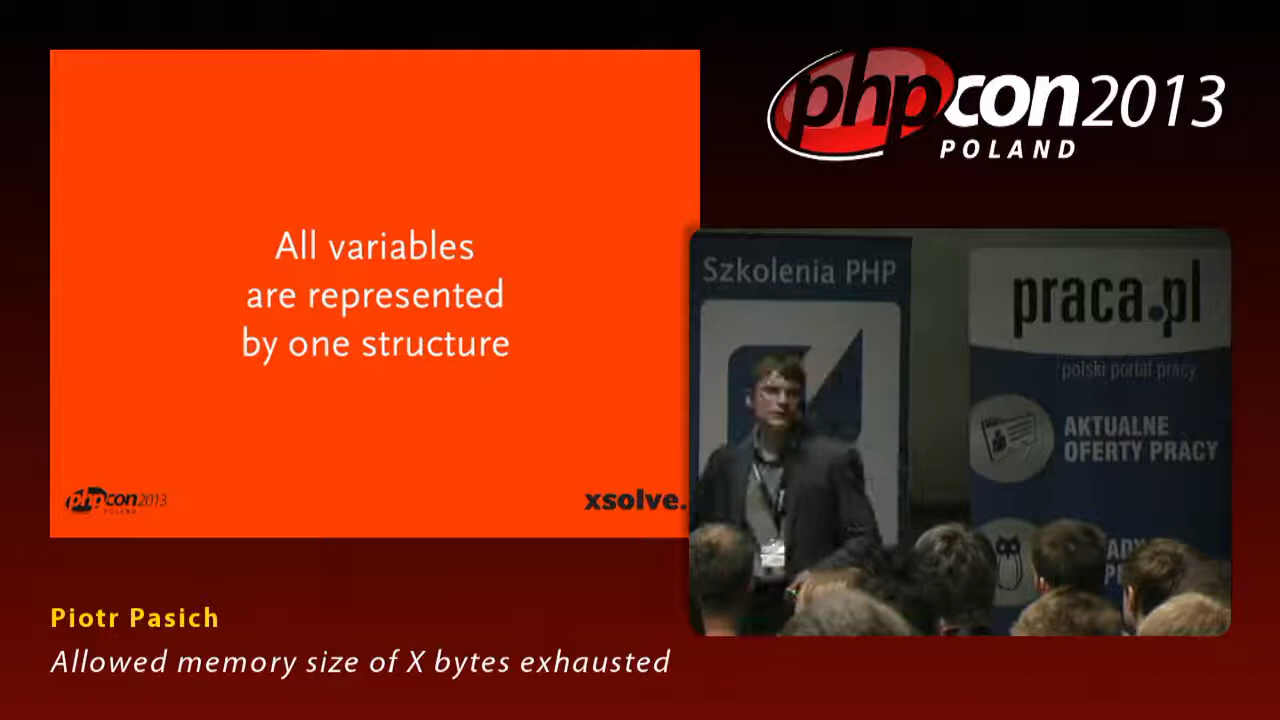 All variables
are represented
by one structure
phpcon2013
POLAND
xsolve.
phpcon2013
POLAND
Szkolenia PHP
praca.pl
polski portal pracy
AKTUALNE
OFERTY PRACY
Piotr Pasich
Allowed memory size of X bytes exhausted